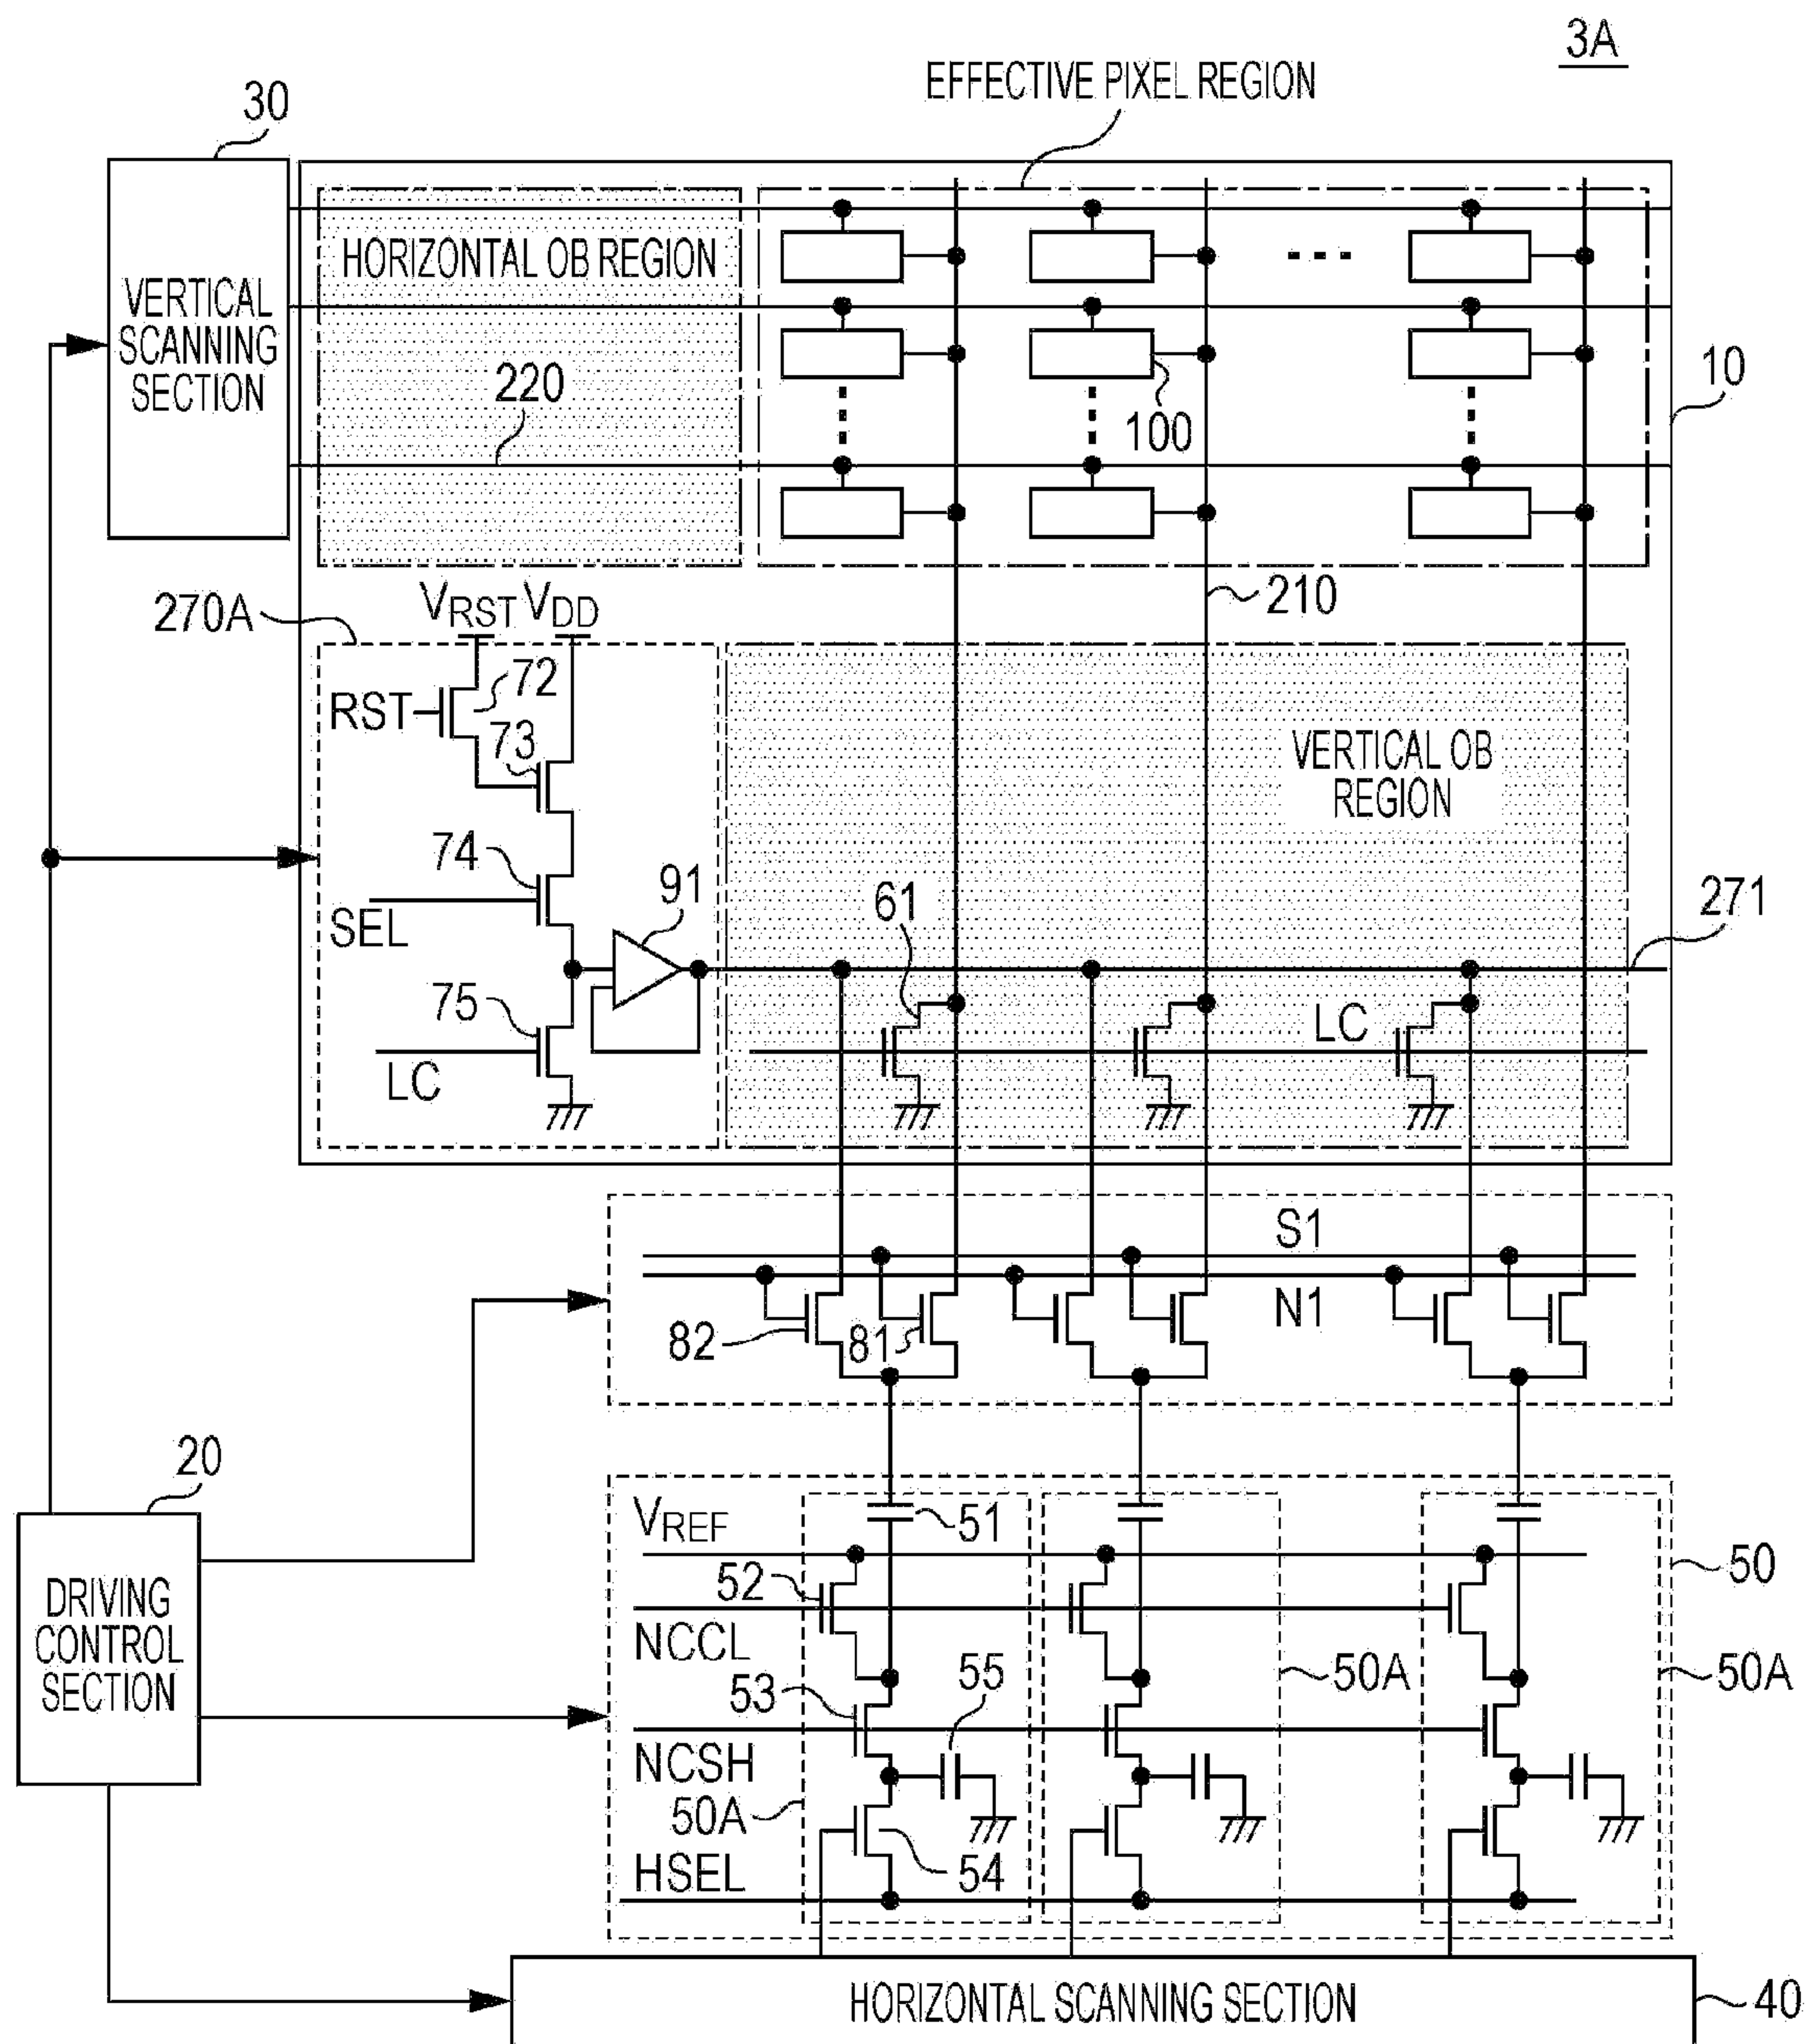 3A
EFFECTIVE PIXEL REGION
30
HORIZONTAL OB REGION
VERTICAL
SCANNING
SECTION
220
100
10
270A
VRST VDD
210
RST
72
73
VERTICAL OB
REGION
74
SEL
91
61
271
75
LC
LC
S1
N1
82
81
20
DRIVING
CONTROL
SECTION
VREF
51
52
50
NCCL
53
55
50A
50A
NCSH
50A
HSEL
54
HORIZONTAL SCANNING SECTION
40